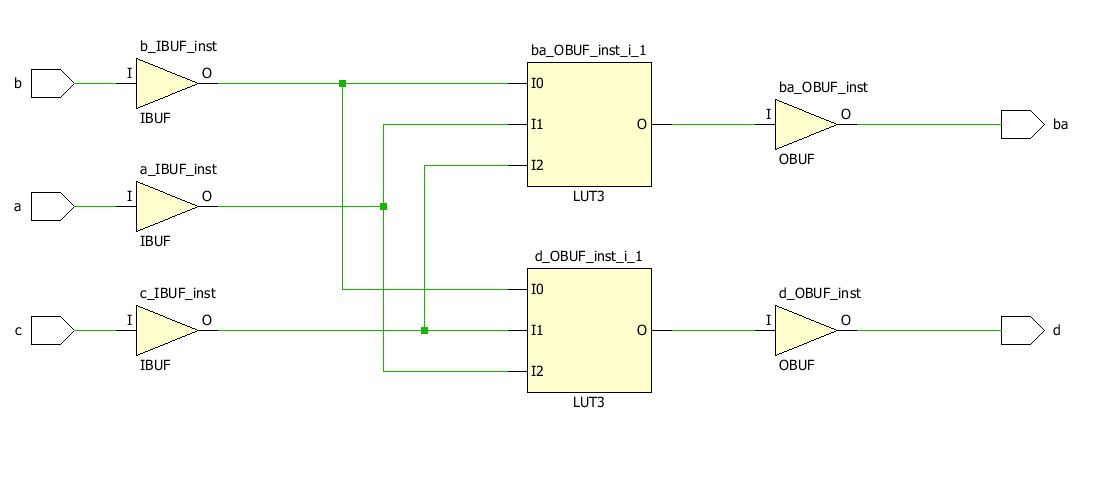 b_IBUF_inst
b
I
O
IBUF
a_IBUF_inst
a
I
O
IBUF
c_IBUF_inst
c
I
O
IBUF
ba_OBUF_inst_i_1
I0
I1
I2
O
LUT3
d_OBUF_inst_i_1
I0
I1
I2
O
LUT3
ba_OBUF_inst
I
O
OBUF
ba
d_OBUF_inst
I
O
OBUF
d